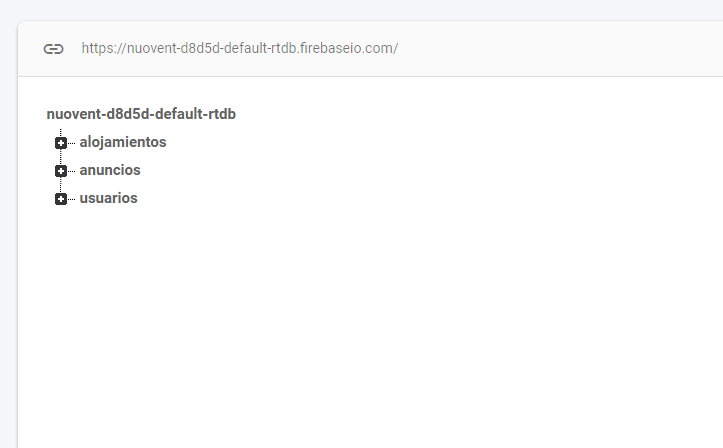 https://nuovent-d8d5d-default-rtdb.firebaseio.com/
nuovent-d8d5d-default-rtdb
alojamientos
anuncios
usuarios